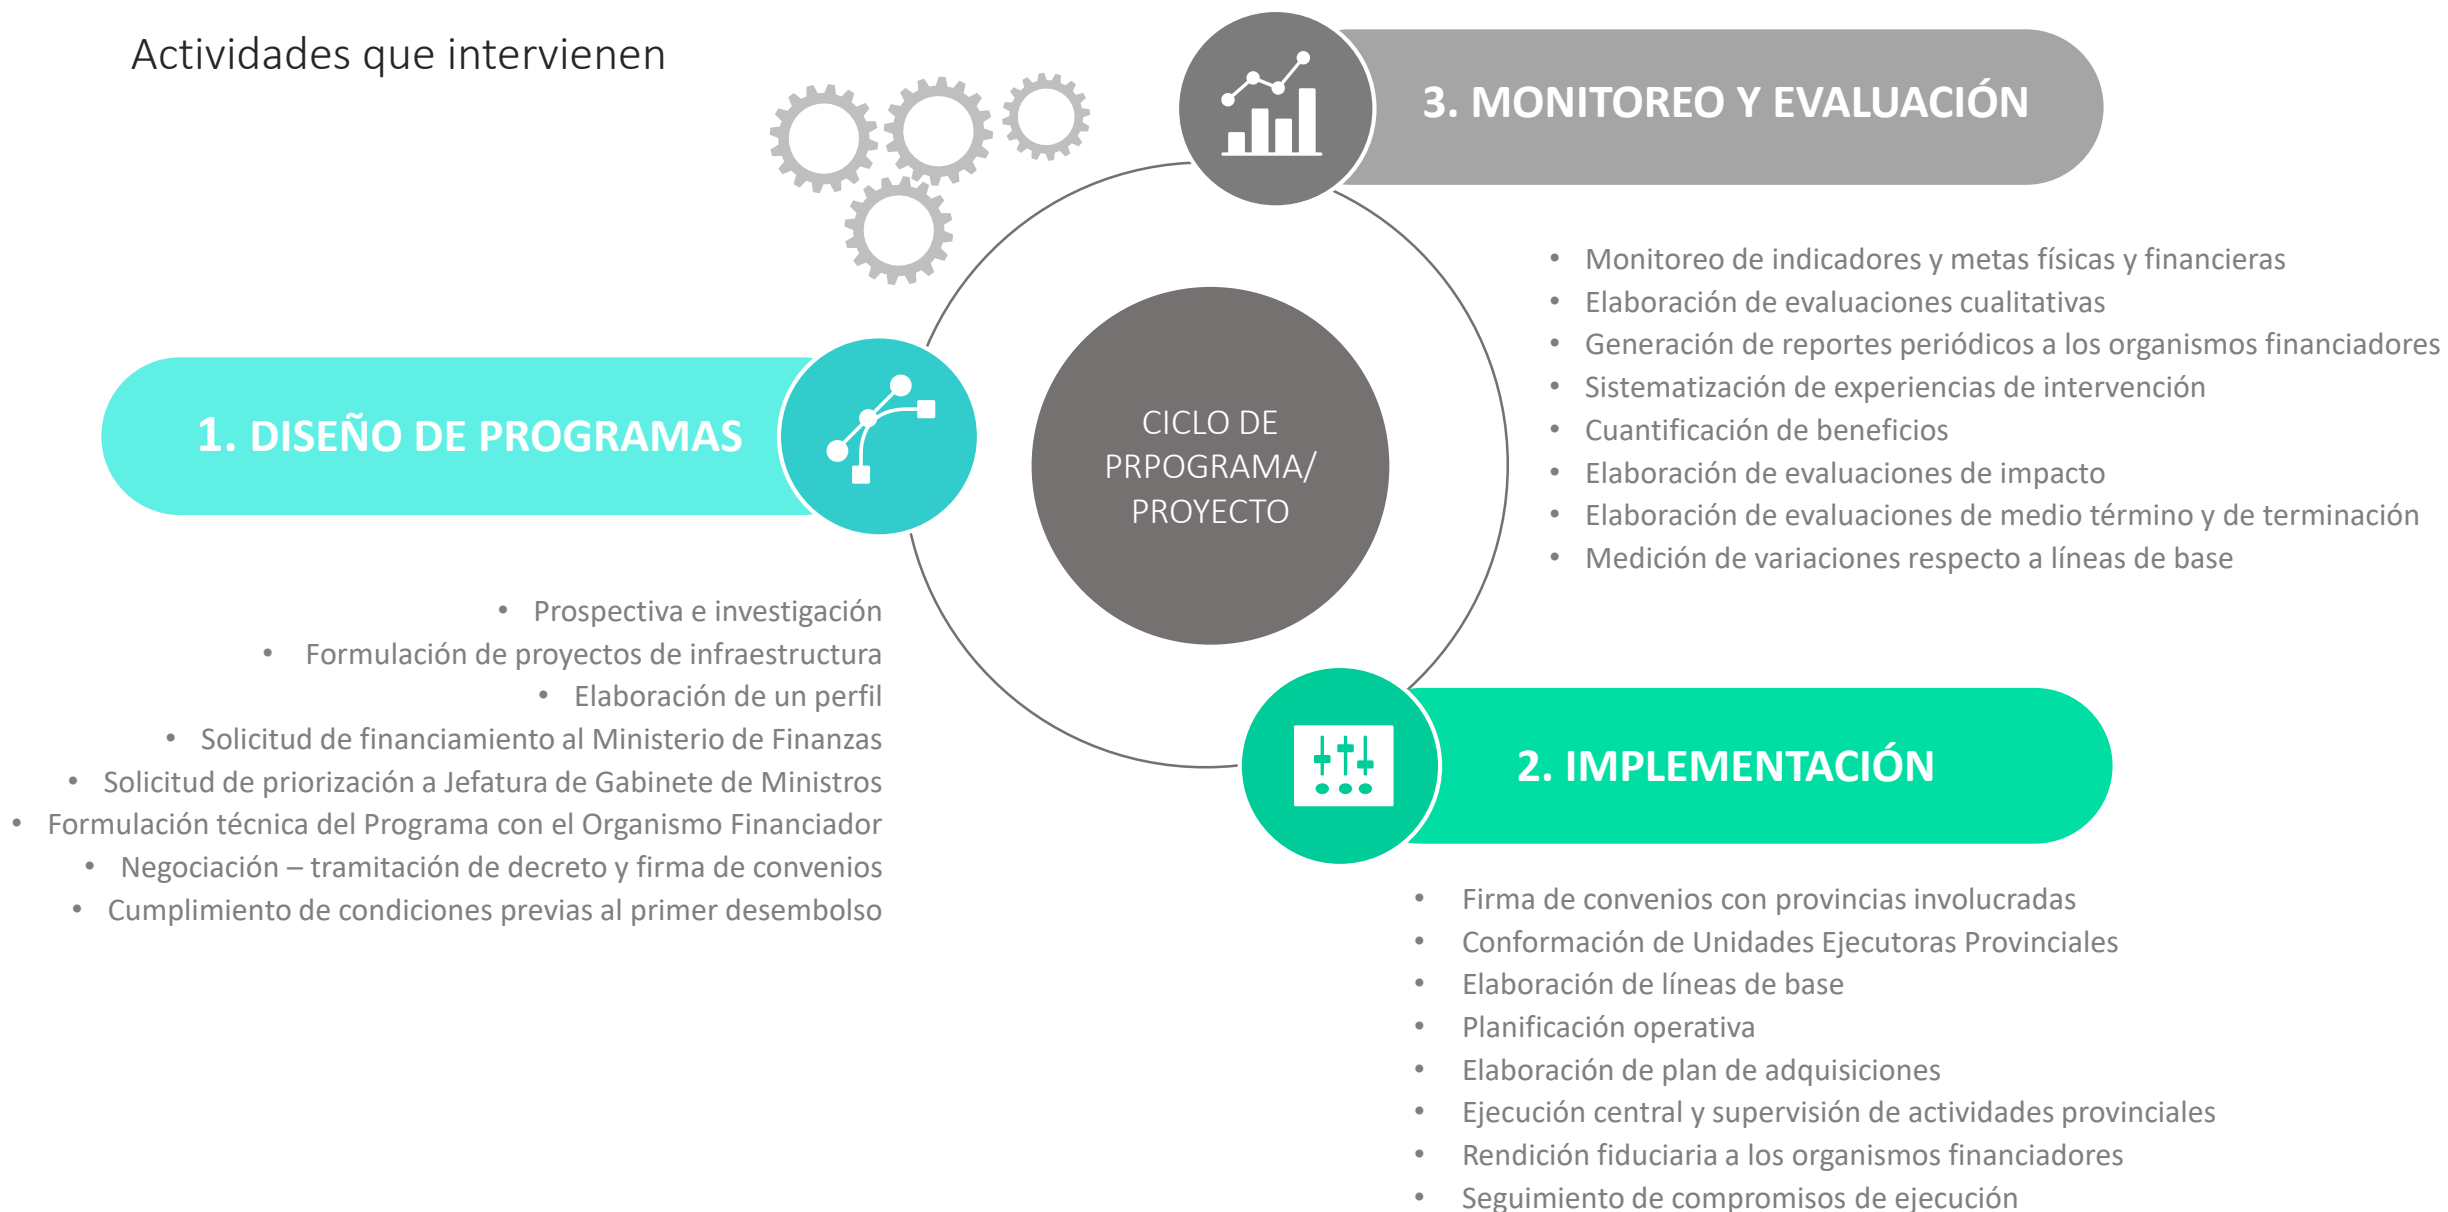 Actividades que intervienen
3. MONITOREO Y EVALUACIÓN
• Monitoreo de indicadores y metas físicas y financieras
• Elaboración de evaluaciones cualitativas
• Generación de reportes periódicos a los organismos financiadores
• Sistematización de experiencias de intervención
• Cuantificación de beneficios
• Elaboración de evaluaciones de impacto
• Elaboración de evaluaciones de medio término y de terminación
• Medición de variaciones respecto a líneas de base
1. DISEÑO DE PROGRAMAS
CICLO DE
PRPOGRAMA/
PROYECTO
• Prospectiva e investigación
• Formulación de proyectos de infraestructura
• Elaboración de un perfil
• Solicitud de financiamiento al Ministerio de Finanzas
• Solicitud de priorización a Jefatura de Gabinete de Ministros
• Formulación técnica del Programa con el Organismo Financiador
• Negociación – tramitación de decreto y firma de convenios
• Cumplimiento de condiciones previas al primer desembolso
2. IMPLEMENTACIÓN
• Firma de convenios con provincias involucradas
• Conformación de Unidades Ejecutoras Provinciales
• Elaboración de líneas de base
• Planificación operativa
• Elaboración de plan de adquisiciones
• Ejecución central y supervisión de actividades provinciales
• Rendición fiduciaria a los organismos financiadores
• Seguimiento de compromisos de ejecución